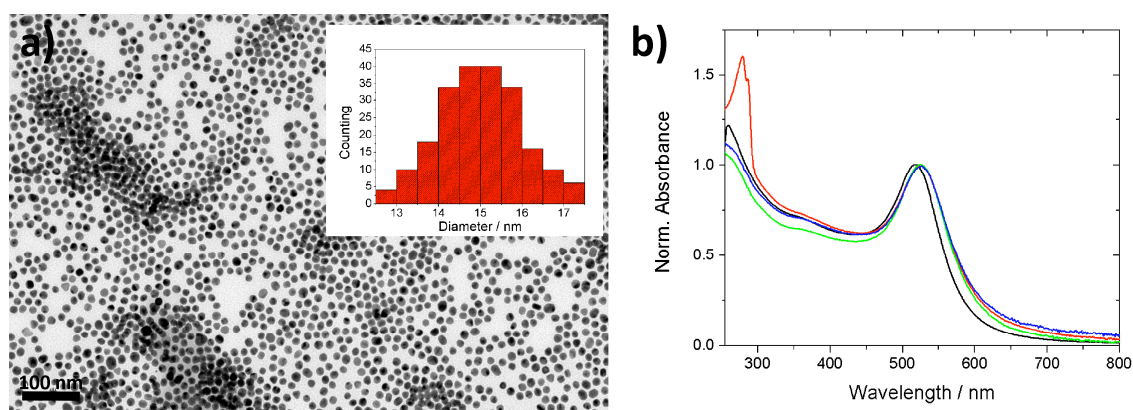 a)
45
40
35
30
25
20
15
10
5
0
Counting
13 14 15 16 17
Diameter / nm
100 nm
b)
1.5
1.0
0.5
0.0
Norm. Absorbance
300 400 500 600 700 800
Wavelength / nm